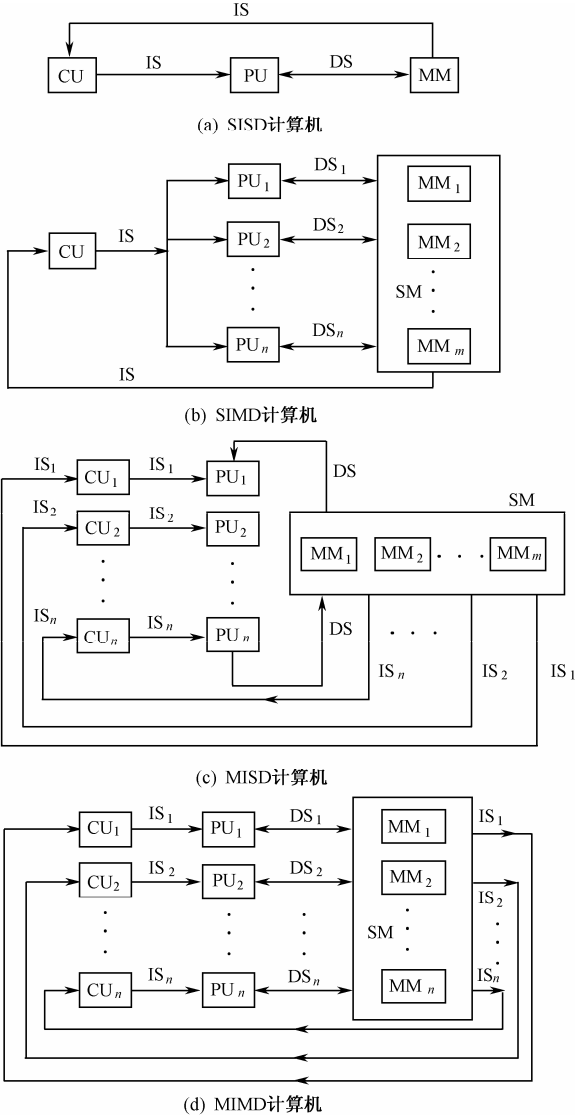 IS
CU IS PU DS MM
(a) SISD计算机
PU1 DS1 MM1
CU IS PU2 DS2 MM2
SM
PUn DSn MMm
IS
(b) SIMD计算机
IS1 CU1 IS1 PU1 DS
SM
IS2 CU2 IS2 PU2
MM1 MM2 MMm
ISn CUn ISn PUn DS
ISn IS2 IS1
(c) MISD计算机
CU1 IS1 PU1 DS1 MM1 IS1
CU2 IS2 PU2 DS2 MM2 IS2
SM
CUn ISn PUn DSn MMn ISn
(d) MIMD计算机